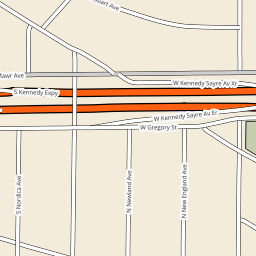 Mawr Ave
W Kennedy Sayre Av Xr
S Kennedy Expy
W Kennedy Sayre Av Er
W Gregory St
S Nordica Ave
N Newland Ave
N New England Ave